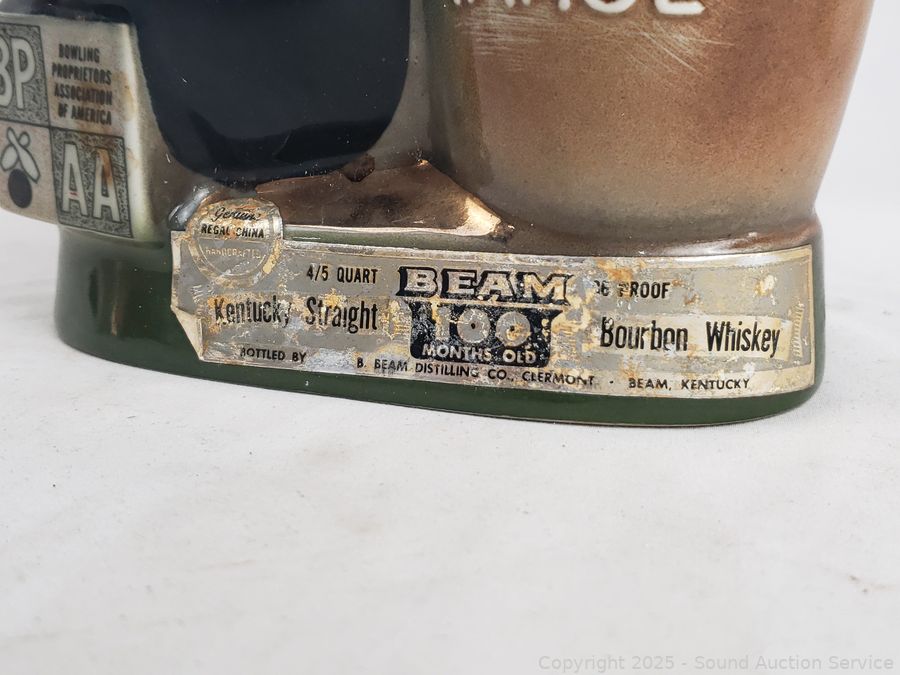 BP
BOWLING
PROPRIETORS
ASSOCIATION
OF AMERICA
AA
Genuine
REGAL CHINA
HANDCRAFTED
4/5 QUART
BEAM
PROOF
Kentucky Straight
100
MONTHS OLD
Bourbon Whiskey
BOTTLED BY
B. BEAM DISTILLING CO., CLERMONT - BEAM, KENTUCKY
Copyright © 2025 - Sound Auction Service